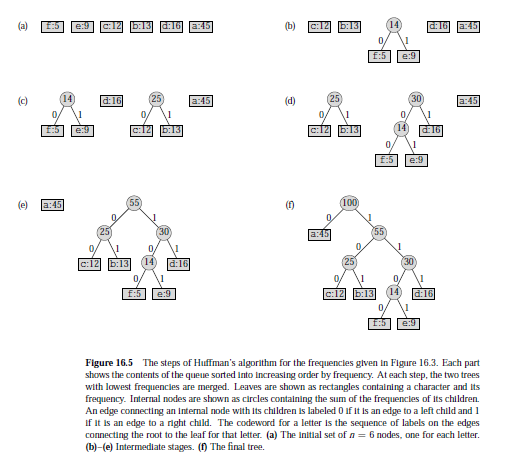 (a) f:5 e:9 c:12 b:13 d:16 a:45
(b) c:12 b:13 14 d:16 a:45
0 1
f:5 e:9
(c) 14 d:16 25 a:45
0 1 0 1
f:5 e:9 c:12 b:13
(d) 25 30 a:45
0 1 0 1
c:12 b:13 14 d:16
0 1
f:5 e:9
(e) a:45 55
0 1
25 30
0 1 0 1
c:12 b:13 14 d:16
0 1
f:5 e:9
(f) 100
0 1
a:45 55
0 1
25 30
0 1 0 1
c:12 b:13 14 d:16
0 1
f:5 e:9
Figure 16.5 The steps of Huffman's algorithm for the frequencies given in Figure 16.3. Each part
shows the contents of the queue sorted into increasing order by frequency. At each step, the two trees
with lowest frequencies are merged. Leaves are shown as rectangles containing a character and its
frequency. Internal nodes are shown as circles containing the sum of the frequencies of its children.
An edge connecting an internal node with its children is labeled 0 if it is an edge to a left child and 1
if it is an edge to a right child. The codeword for a letter is the sequence of labels on the edges
connecting the root to the leaf for that letter. (a) The initial set of n = 6 nodes, one for each letter.
(b)–(e) Intermediate stages. (f) The final tree.